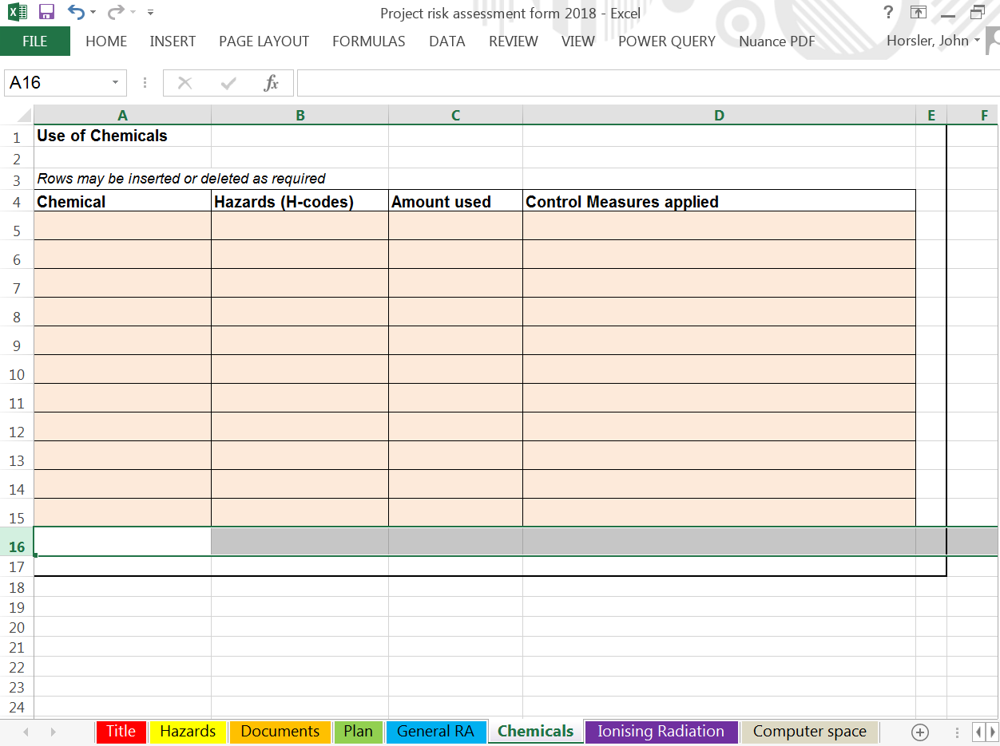 Project risk assessment form 2018 - Excel
?
FILE HOME INSERT PAGE LAYOUT FORMULAS DATA REVIEW VIEW POWER QUERY Nuance PDF Horsler, John
A16 fx
A B C D E F
1 Use of Chemicals
2
3 Rows may be inserted or deleted as required
4 Chemical Hazards (H-codes) Amount used Control Measures applied
5
6
7
8
9
10
11
12
13
14
15
16
17
18
19
20
21
22
23
24
Title Hazards Documents Plan General RA Chemicals Ionising Radiation Computer space